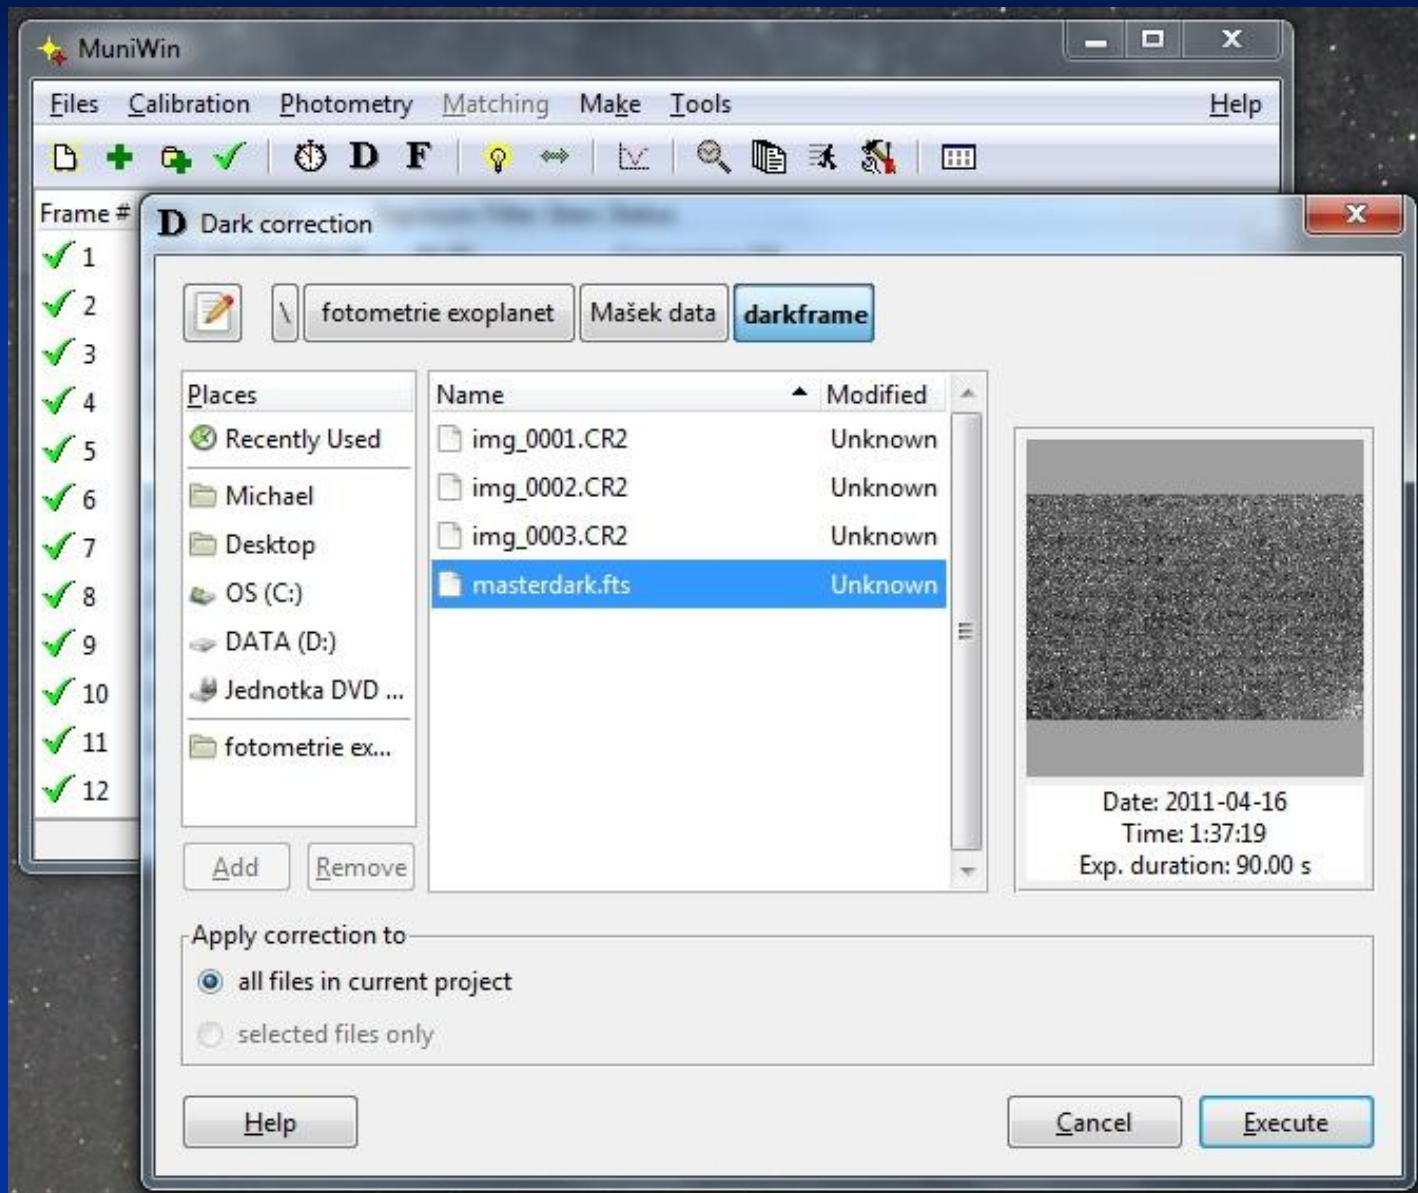 MuniWin
Files Calibration Photometry Matching Make Tools Help
D F
Frame #
D Dark correction
1
2
3
4
5
6
7
8
9
10
11
12
\ fotometrie exoplanet Mašek data darkframe
Places
Recently Used
Michael
Desktop
OS (C:)
DATA (D:)
Jednotka DVD ...
fotometrie ex...
Add Remove
Name Modified
img_0001.CR2 Unknown
img_0002.CR2 Unknown
img_0003.CR2 Unknown
masterdark.fts Unknown
Date: 2011-04-16
Time: 1:37:19
Exp. duration: 90.00 s
Apply correction to
all files in current project
selected files only
Help Cancel Execute